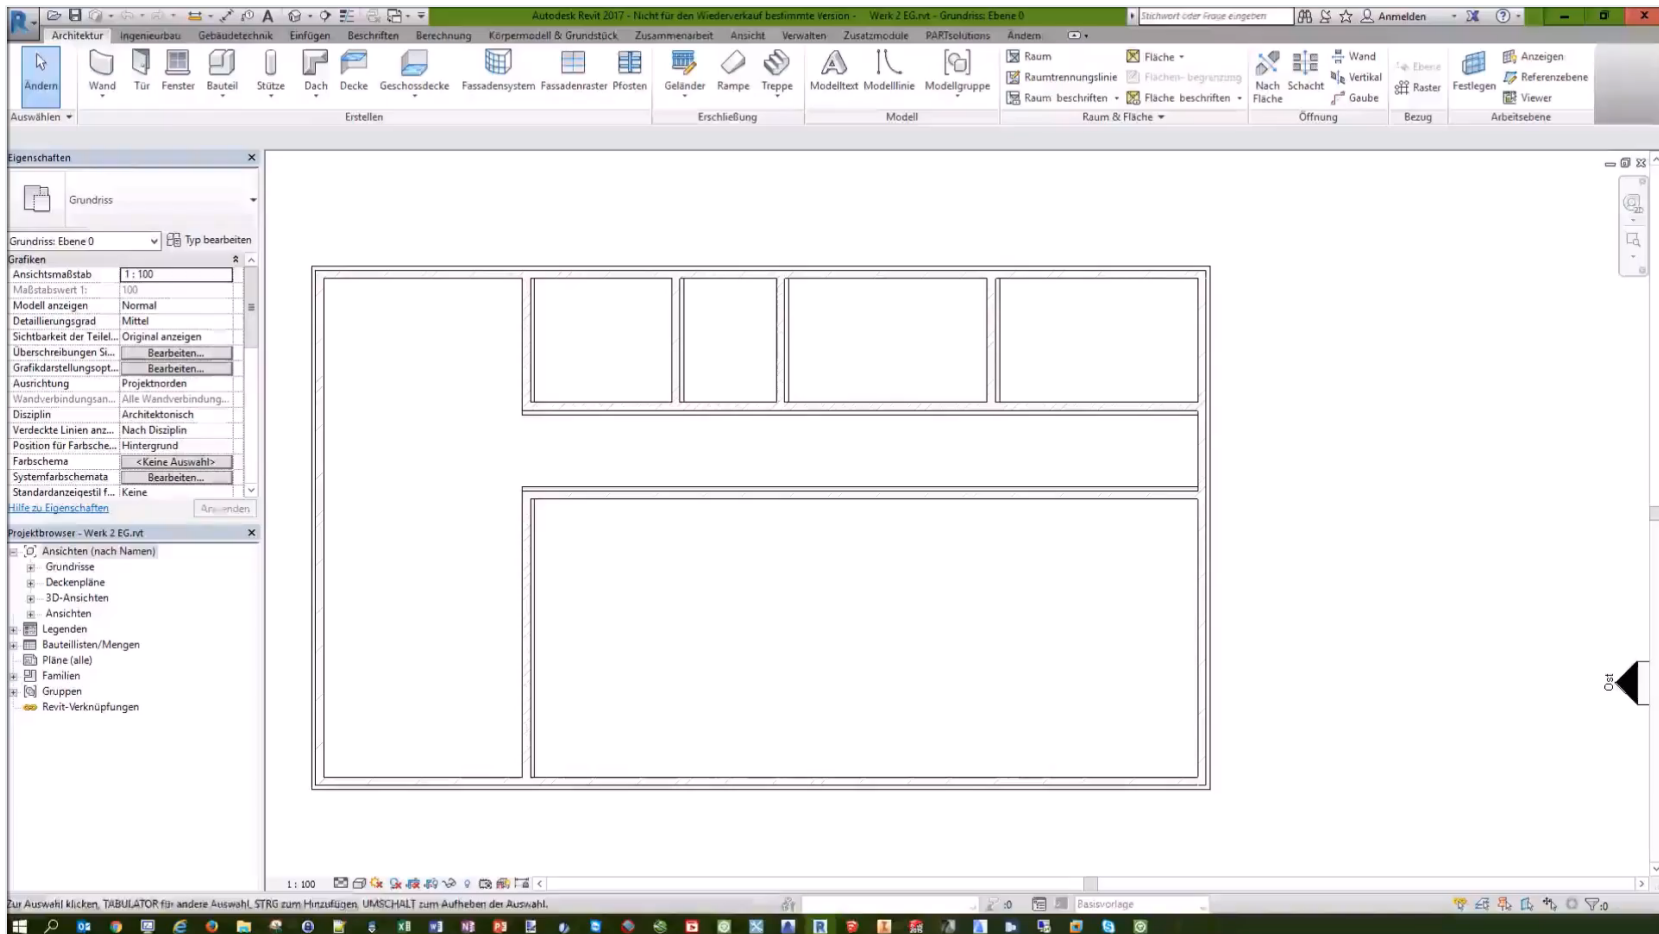 Autodesk Revit 2017 - Nicht für den Wiederverkauf bestimmte Version - Werk 2 EG.rvt - Grundriss: Ebene 0
Stichwort oder Frage eingeben
Anmelden
Architektur Ingenieurbau Gebäudetechnik Einfügen Beschriften Berechnung Körpermodell & Grundstück Zusammenarbeit Ansicht Verwalten Zusatzmodule PARTsolutions Ändern
Ändern Wand Tür Fenster Bauteil Stütze Dach Decke Geschossdecke Fassadensystem Fassadenraster Pfosten Geländer Rampe Treppe Modelltext Modelllinie Modellgruppe
Raum Fläche
Raumtrennungslinie Flächen- begrenzung
Raum beschriften Fläche beschriften
Nach Fläche Schacht
Wand
Vertikal
Gaube
Ebene
Raster
Festlegen
Anzeigen
Referenzebene
Viewer
Auswählen Erstellen Erschließung Modell Raum & Fläche Öffnung Bezug Arbeitsebene
Eigenschaften
Grundriss
Grundriss: Ebene 0 Typ bearbeiten
Grafiken
Ansichtsmaßstab 1 : 100
Maßstabswert 1: 100
Modell anzeigen Normal
Detaillierungsgrad Mittel
Sichtbarkeit der Teilel... Original anzeigen
Überschreibungen Si... Bearbeiten...
Grafikdarstellungsopt... Bearbeiten...
Ausrichtung Projektnorden
Wandverbindungsan... Alle Wandverbindung...
Disziplin Architektonisch
Verdeckte Linien anz... Nach Disziplin
Position für Farbsche... Hintergrund
Farbschema <Keine Auswahl>
Systemfarbschemata Bearbeiten...
Standardanzeigestil f... Keine
Hilfe zu Eigenschaften Anwenden
Projektbrowser - Werk 2 EG.rvt
Ansichten (nach Namen)
Grundrisse
Deckenpläne
3D-Ansichten
Ansichten
Legenden
Bauteillisten/Mengen
Pläne (alle)
Familien
Gruppen
Revit-Verknüpfungen
Ost
1 : 100
Zur Auswahl klicken, TABULATOR für andere Auswahl, STRG zum Hinzufügen, UMSCHALT zum Aufheben der Auswahl.
:0
Basisvorlage
:0